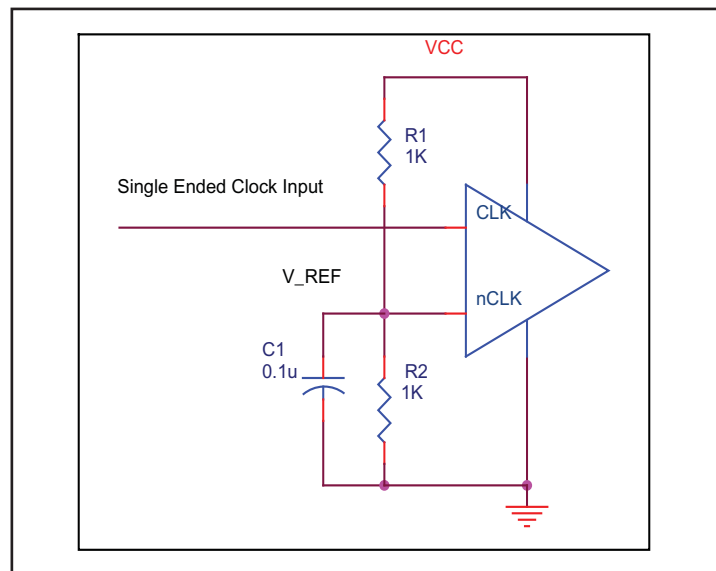 VCC
R1
1K
Single Ended Clock Input
CLK
V_REF
nCLK
C1
0.1u
R2
1K